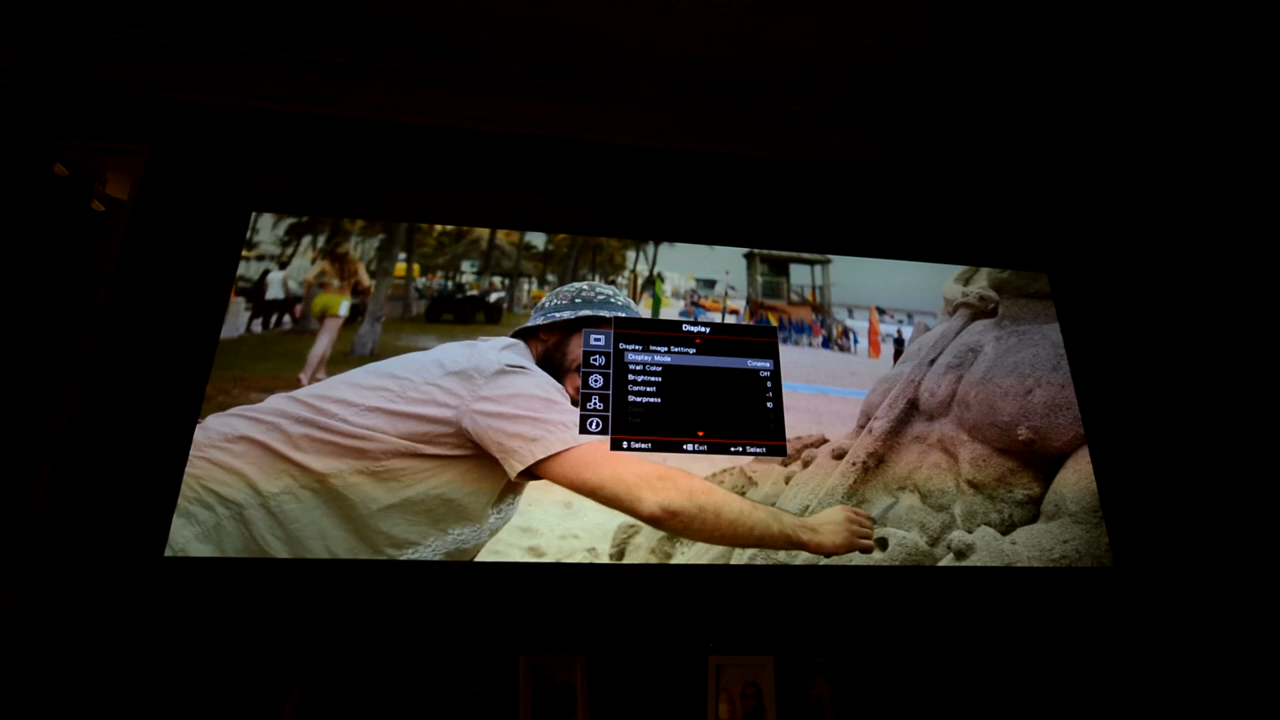 Display
Display : Image Settings
Display Mode Cinema
Wall Color Off
Brightness 0
Contrast -1
Sharpness 10
Select Exit Select